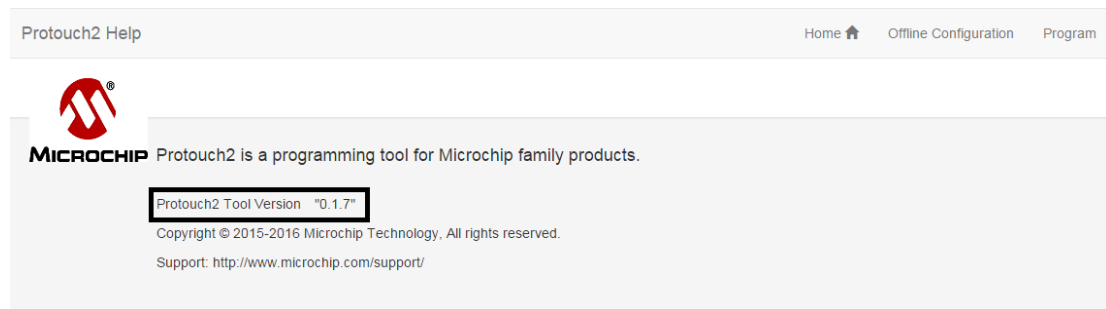 Protouch2 Help
Home
Offline Configuration
Program
®
MICROCHIP
Protouch2 is a programming tool for Microchip family products.
Protouch2 Tool Version "0.1.7"
Copyright © 2015-2016 Microchip Technology, All rights reserved.
Support: http://www.microchip.com/support/